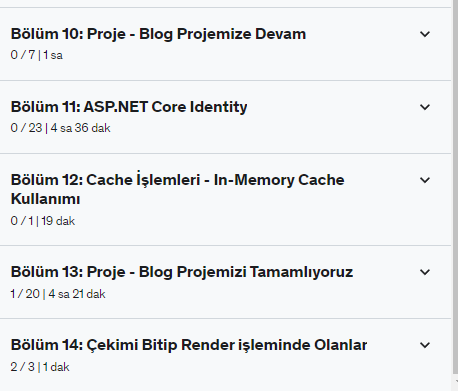 Bölüm 10: Proje - Blog Projemize Devam
0 / 7 | 1 sa
Bölüm 11: ASP.NET Core Identity
0 / 23 | 4 sa 36 dak
Bölüm 12: Cache İşlemleri - In-Memory Cache
Kullanımı
0 / 1 | 19 dak
Bölüm 13: Proje - Blog Projemizi Tamamlıyoruz
1 / 20 | 4 sa 21 dak
Bölüm 14: Çekimi Bitip Render işleminde Olanlar
2 / 3 | 1 dak